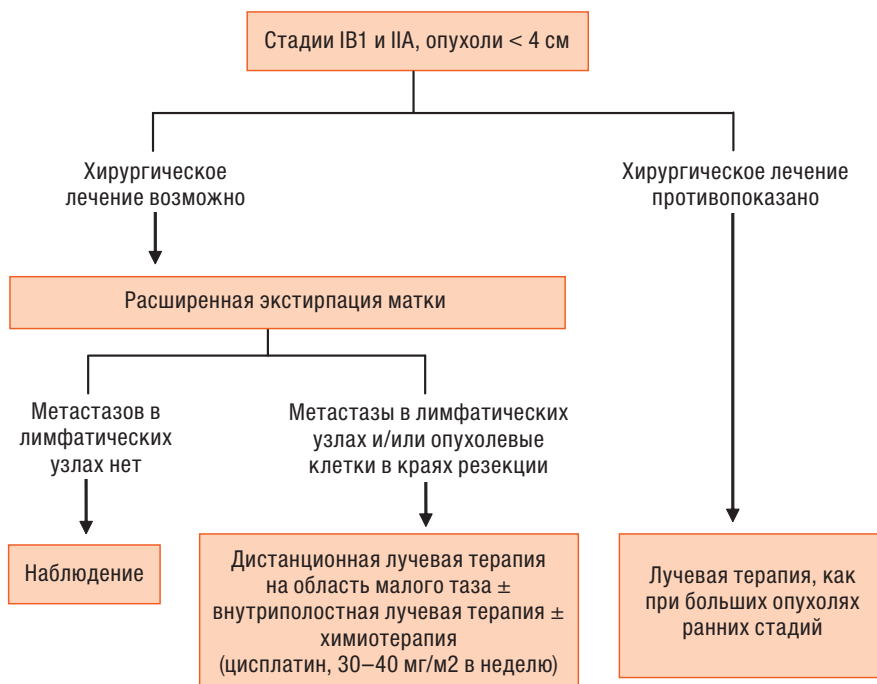 Стадии IB1 и IIA, опухоли < 4 см
Хирургическое
лечение возможно
Хирургическое лечение
противопоказано
Расширенная экстирпация матки
Метастазов в
лимфатических
узлах нет
Метастазы в лимфатических
узлах и/или опухолевые
клетки в краях резекции
Наблюдение
Дистанционная лучевая терапия
на область малого таза ±
внутриполостная лучевая терапия ±
химиотерапия
(цисплатин, 30–40 мг/м2 в неделю)
Лучевая терапия, как
при больших опухолях
ранних стадий